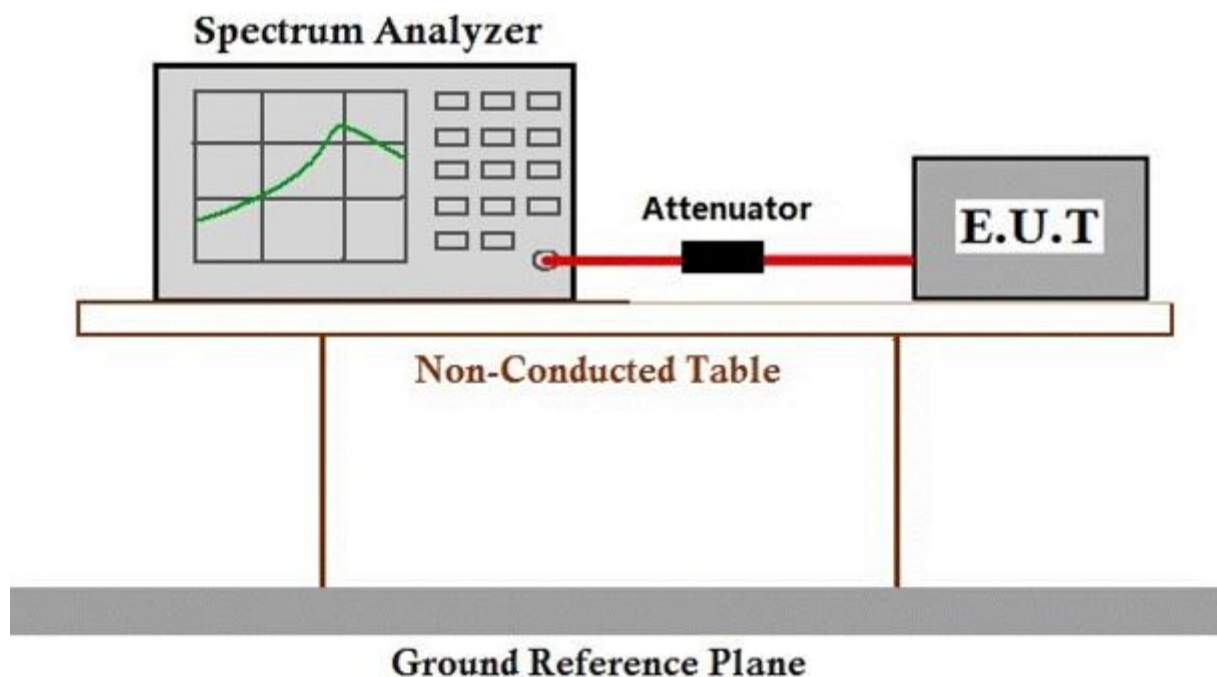 Spectrum Analyzer
Attenuator
E.U.T
Non-Conducted Table
Ground Reference Plane